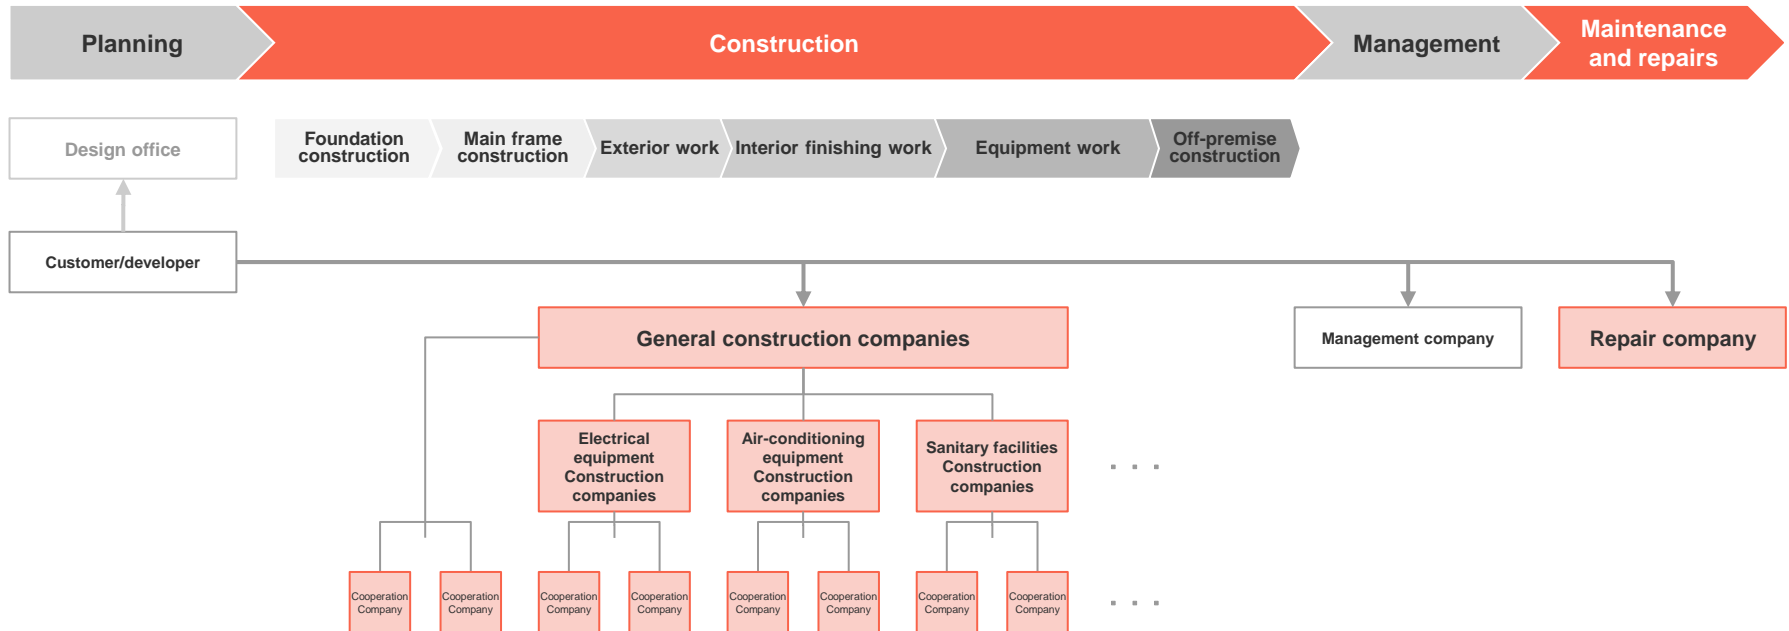 Planning
Construction
Management
Maintenance
and repairs
Design office
Foundation
construction
Main frame
construction
Exterior work
Interior finishing work
Equipment work
Off-premise
construction
Customer/developer
General construction companies
Management company
Repair company
Electrical
equipment
Construction
companies
Air-conditioning
equipment
Construction
companies
Sanitary facilities
Construction
companies
. . .
Cooperation
Company
Cooperation
Company
Cooperation
Company
Cooperation
Company
Cooperation
Company
Cooperation
Company
Cooperation
Company
Cooperation
Company
. . .